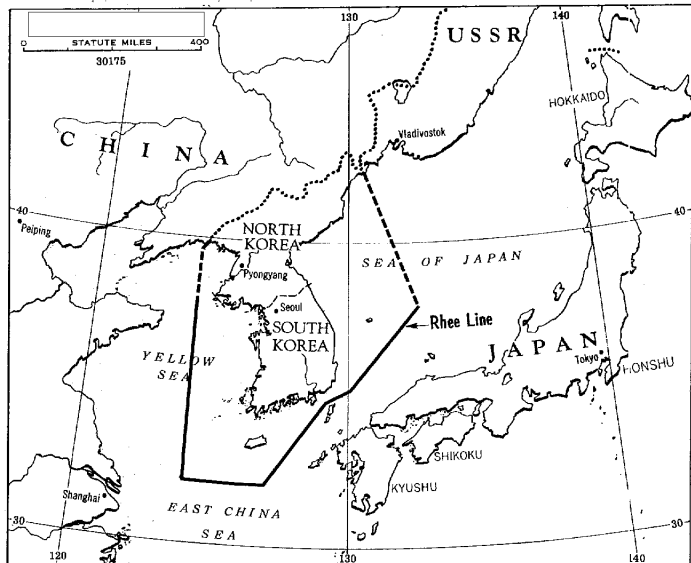 130
140
USSR
0
STATUTE MILES
400
30175
HOKKAIDO
Vladivostok
CHINA
40
40
Peiping
NORTH
KOREA
Pyongyang
SEA OF JAPAN
Seoul
Rhee Line
SOUTH
KOREA
JAPAN
YELLOW
SEA
Tokyo
HONSHU
SHIKOKU
KYUSHU
Shanghai
EAST CHINA
SEA
30
30
120
130
140